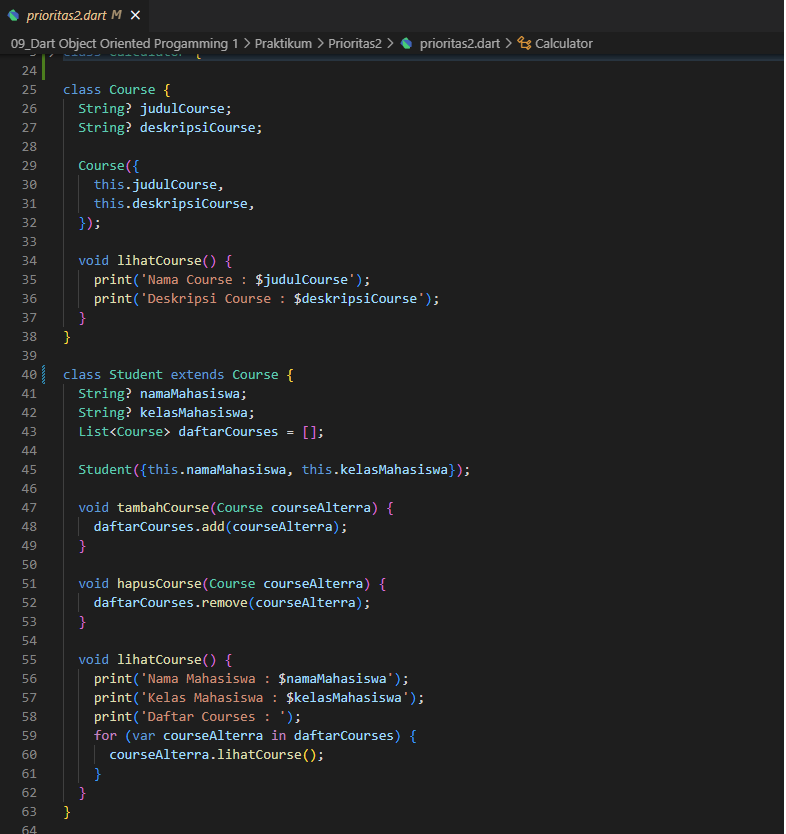 prioritas2.dart M
09_Dart Object Oriented Progamming 1 > Praktikum > Prioritas2 > prioritas2.dart > Calculator
24
25 class Course {
26 String? judulCourse;
27 String? deskripsiCourse;
28
29 Course({
30 this.judulCourse,
31 this.deskripsiCourse,
32 });
33
34 void lihatCourse() {
35 print('Nama Course : $judulCourse');
36 print('Deskripsi Course : $deskripsiCourse');
37 }
38 }
39
40 class Student extends Course {
41 String? namaMahasiswa;
42 String? kelasMahasiswa;
43 List<Course> daftarCourses = [];
44
45 Student({this.namaMahasiswa, this.kelasMahasiswa});
46
47 void tambahCourse(Course courseAlterra) {
48 daftarCourses.add(courseAlterra);
49 }
50
51 void hapusCourse(Course courseAlterra) {
52 daftarCourses.remove(courseAlterra);
53 }
54
55 void lihatCourse() {
56 print('Nama Mahasiswa : $namaMahasiswa');
57 print('Kelas Mahasiswa : $kelasMahasiswa');
58 print('Daftar Courses : ');
59 for (var courseAlterra in daftarCourses) {
60 courseAlterra.lihatCourse();
61 }
62 }
63 }
64